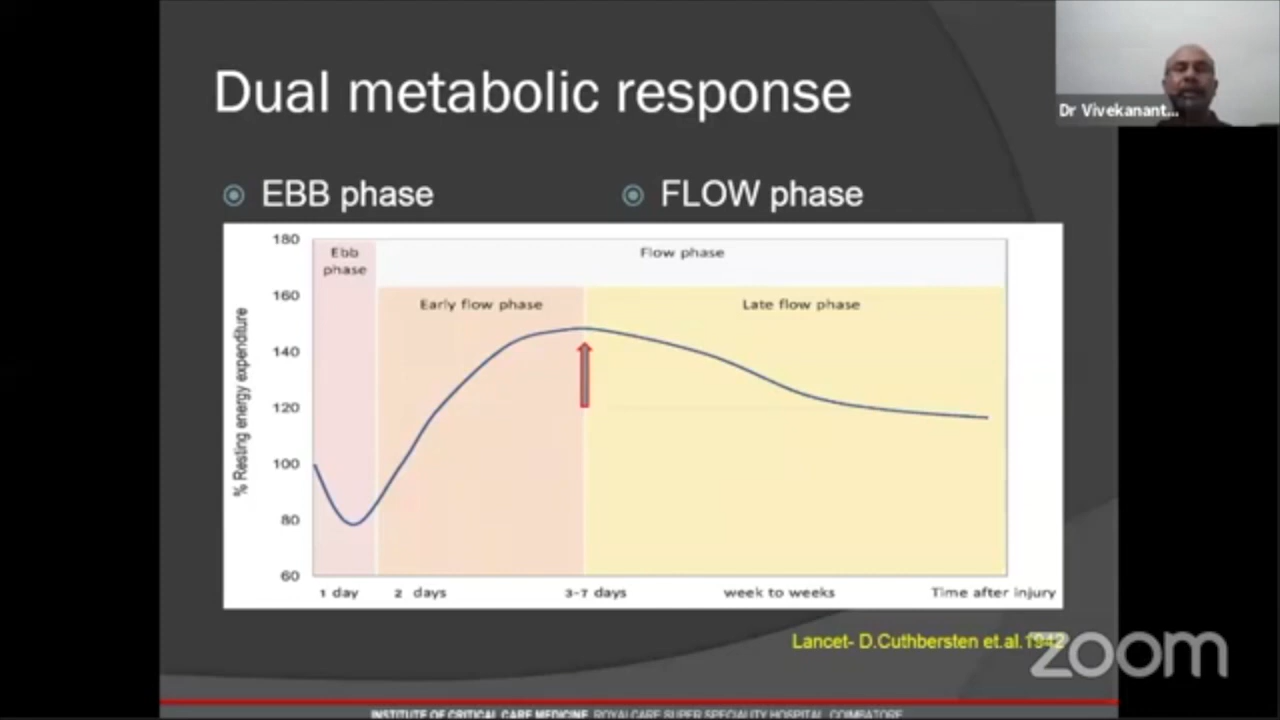 Dual metabolic response
Dr Vivekanant...
EBB phase
FLOW phase
180
160
140
120
100
80
60
% Resting energy expenditure
Ebb
phase
Flow phase
Early flow phase
Late flow phase
1 day
2 days
3-7 days
week to weeks
Time after injury
Lancet- D.Cuthbersten et.al.1942
zoom
INSTITUTE OF CRITICAL CARE MEDICINE, ROYALCARE SUPER SPECIALITY HOSPITAL, COIMBATORE